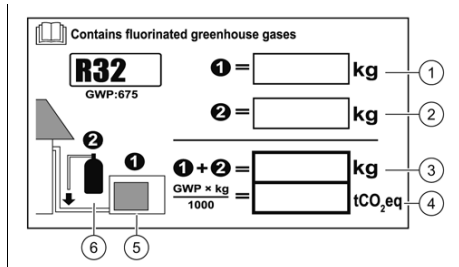 Contains fluorinated greenhouse gases
R32
GWP:675
❶= kg ①
❷= kg ②
❷
❶
❶+❷= kg ③
GWP × kg
1000
= tCO₂eq ④
⑥ ⑤